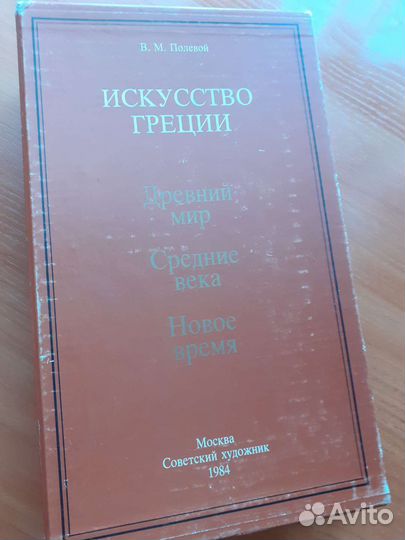 В. М. Полевой
ИСКУССТВО
ГРЕЦИИ
Древний
мир
Средние
века
Новое
время
Москва
Советский художник
1984
Avito